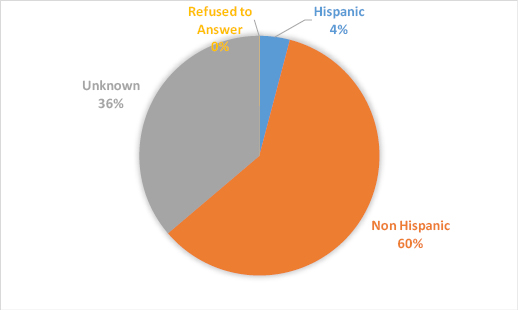 Refused to
Answer
0%
Hispanic
4%
Unknown
36%
Non Hispanic
60%